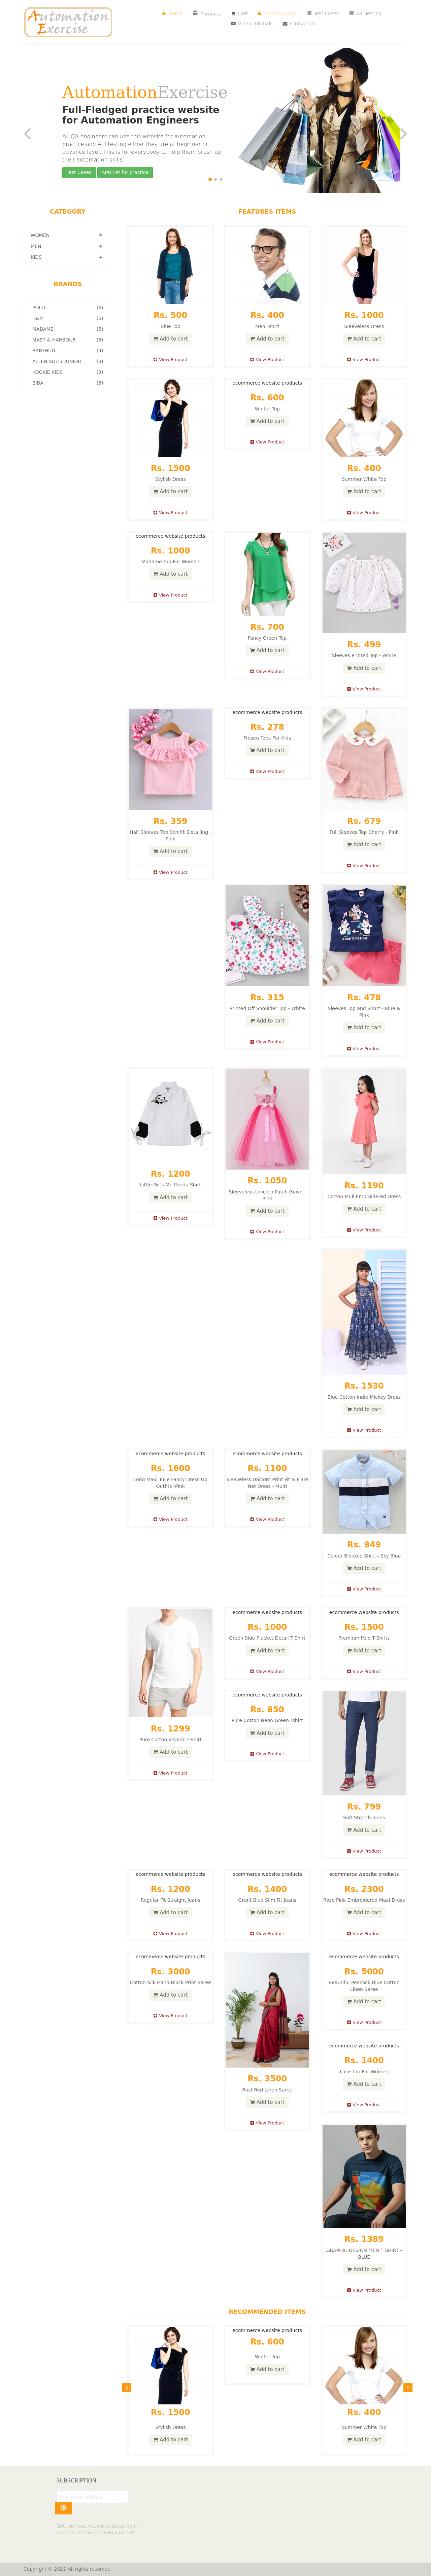 Automation
Exercise
Home
Products
Cart
Signup / Login
Test Cases
API Testing
Video Tutorials
Contact us
AutomationExercise
Full-Fledged practice website
for Automation Engineers
All QA engineers can use this website for automation
practice and API testing either they are at beginner or
advance level. This is for everybody to help them brush up
their automation skills.
Test Cases
APIs list for practice
CATEGORY
WOMEN
MEN
KIDS
BRANDS
POLO (6)
H&M (5)
MADAME (5)
MAST & HARBOUR (3)
BABYHUG (4)
ALLEN SOLLY JUNIOR (3)
KOOKIE KIDS (3)
BIBA (5)
FEATURES ITEMS
Rs. 500
Blue Top
Add to cart
View Product
Rs. 400
Men Tshirt
Add to cart
View Product
Rs. 1000
Sleeveless Dress
Add to cart
View Product
Rs. 1500
Stylish Dress
Add to cart
View Product
ecommerce website products
Rs. 600
Winter Top
Add to cart
View Product
Rs. 400
Summer White Top
Add to cart
View Product
ecommerce website products
Rs. 1000
Madame Top For Women
Add to cart
View Product
Rs. 700
Fancy Green Top
Add to cart
View Product
Rs. 499
Sleeves Printed Top - White
Add to cart
View Product
Rs. 359
Half Sleeves Top Schiffli Detailing -
Pink
Add to cart
View Product
ecommerce website products
Rs. 278
Frozen Tops For Kids
Add to cart
View Product
Rs. 679
Full Sleeves Top Cherry - Pink
Add to cart
View Product
Rs. 315
Printed Off Shoulder Top - White
Add to cart
View Product
Rs. 478
Sleeves Top and Short - Blue &
Pink
Add to cart
View Product
Rs. 1200
Little Girls Mr. Panda Shirt
Add to cart
View Product
Rs. 1050
Sleeveless Unicorn Patch Gown -
Pink
Add to cart
View Product
Rs. 1190
Cotton Mull Embroidered Dress
Add to cart
View Product
Rs. 1530
Blue Cotton Indie Mickey Dress
Add to cart
View Product
ecommerce website products
Rs. 1600
Long Maxi Tulle Fancy Dress Up
Outfits -Pink
Add to cart
View Product
ecommerce website products
Rs. 1100
Sleeveless Unicorn Print Fit & Flare
Net Dress - Multi
Add to cart
View Product
Rs. 849
Colour Blocked Shirt – Sky Blue
Add to cart
View Product
Rs. 1299
Pure Cotton V-Neck T-Shirt
Add to cart
View Product
ecommerce website products
Rs. 1000
Green Side Placket Detail T-Shirt
Add to cart
View Product
ecommerce website products
Rs. 1500
Premium Polo T-Shirts
Add to cart
View Product
ecommerce website products
Rs. 850
Pure Cotton Neon Green Tshirt
Add to cart
View Product
Rs. 799
Soft Stretch Jeans
Add to cart
View Product
ecommerce website products
Rs. 1200
Regular Fit Straight Jeans
Add to cart
View Product
ecommerce website products
Rs. 1400
Grunt Blue Slim Fit Jeans
Add to cart
View Product
ecommerce website products
Rs. 2300
Rose Pink Embroidered Maxi Dress
Add to cart
View Product
ecommerce website products
Rs. 3000
Cotton Silk Hand Block Print Saree
Add to cart
View Product
Rs. 3500
Rust Red Linen Saree
Add to cart
View Product
ecommerce website products
Rs. 5000
Beautiful Peacock Blue Cotton
Linen Saree
Add to cart
View Product
ecommerce website products
Rs. 1400
Lace Top For Women
Add to cart
View Product
Rs. 1389
GRAPHIC DESIGN MEN T SHIRT -
BLUE
Add to cart
View Product
RECOMMENDED ITEMS
Rs. 1500
Stylish Dress
Add to cart
ecommerce website products
Rs. 600
Winter Top
Add to cart
Rs. 400
Summer White Top
Add to cart
SUBSCRIPTION
Your email address
Get the most recent updates from
our site and be updated your self...
Copyright © 2021 All rights reserved